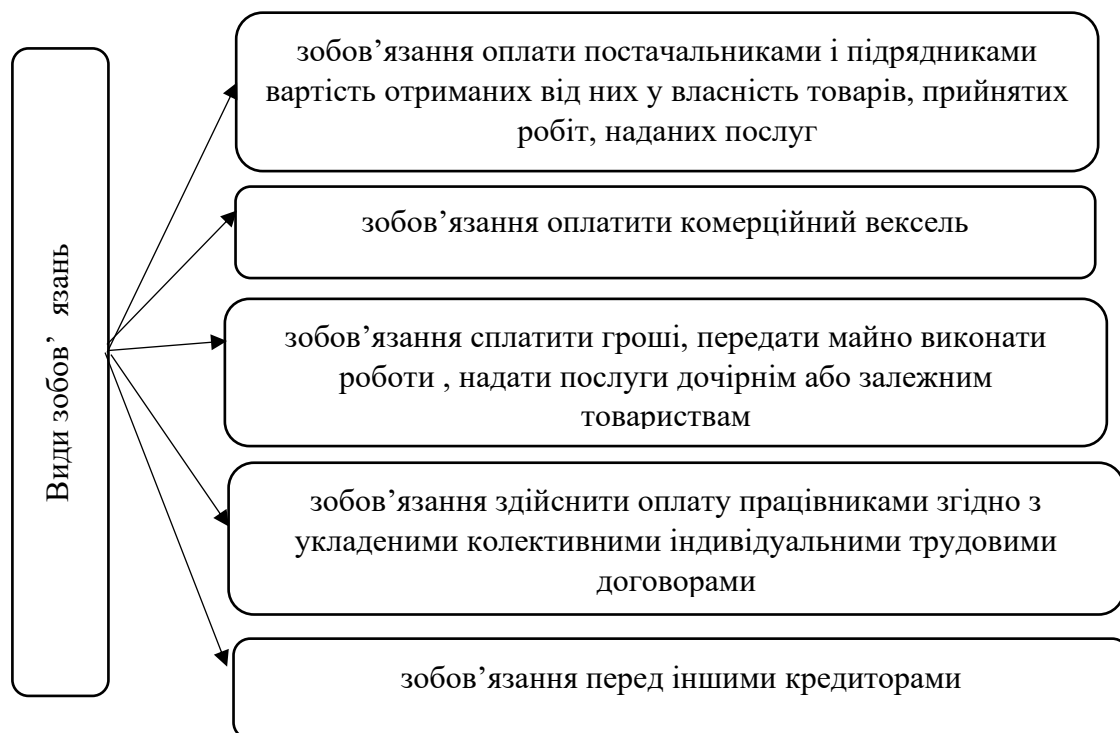 Види зобов’ язань
зобов’язання оплати постачальниками і підрядниками
вартість отриманих від них у власність товарів, прийнятих
робіт, наданих послуг
зобов’язання оплатити комерційний вексель
зобов’язання сплатити гроші, передати майно виконати
роботи , надати послуги дочірнім або залежним
товариствам
зобов’язання здійснити оплату працівниками згідно з
укладеними колективними індивідуальними трудовими
договорами
зобов’язання перед іншими кредиторами